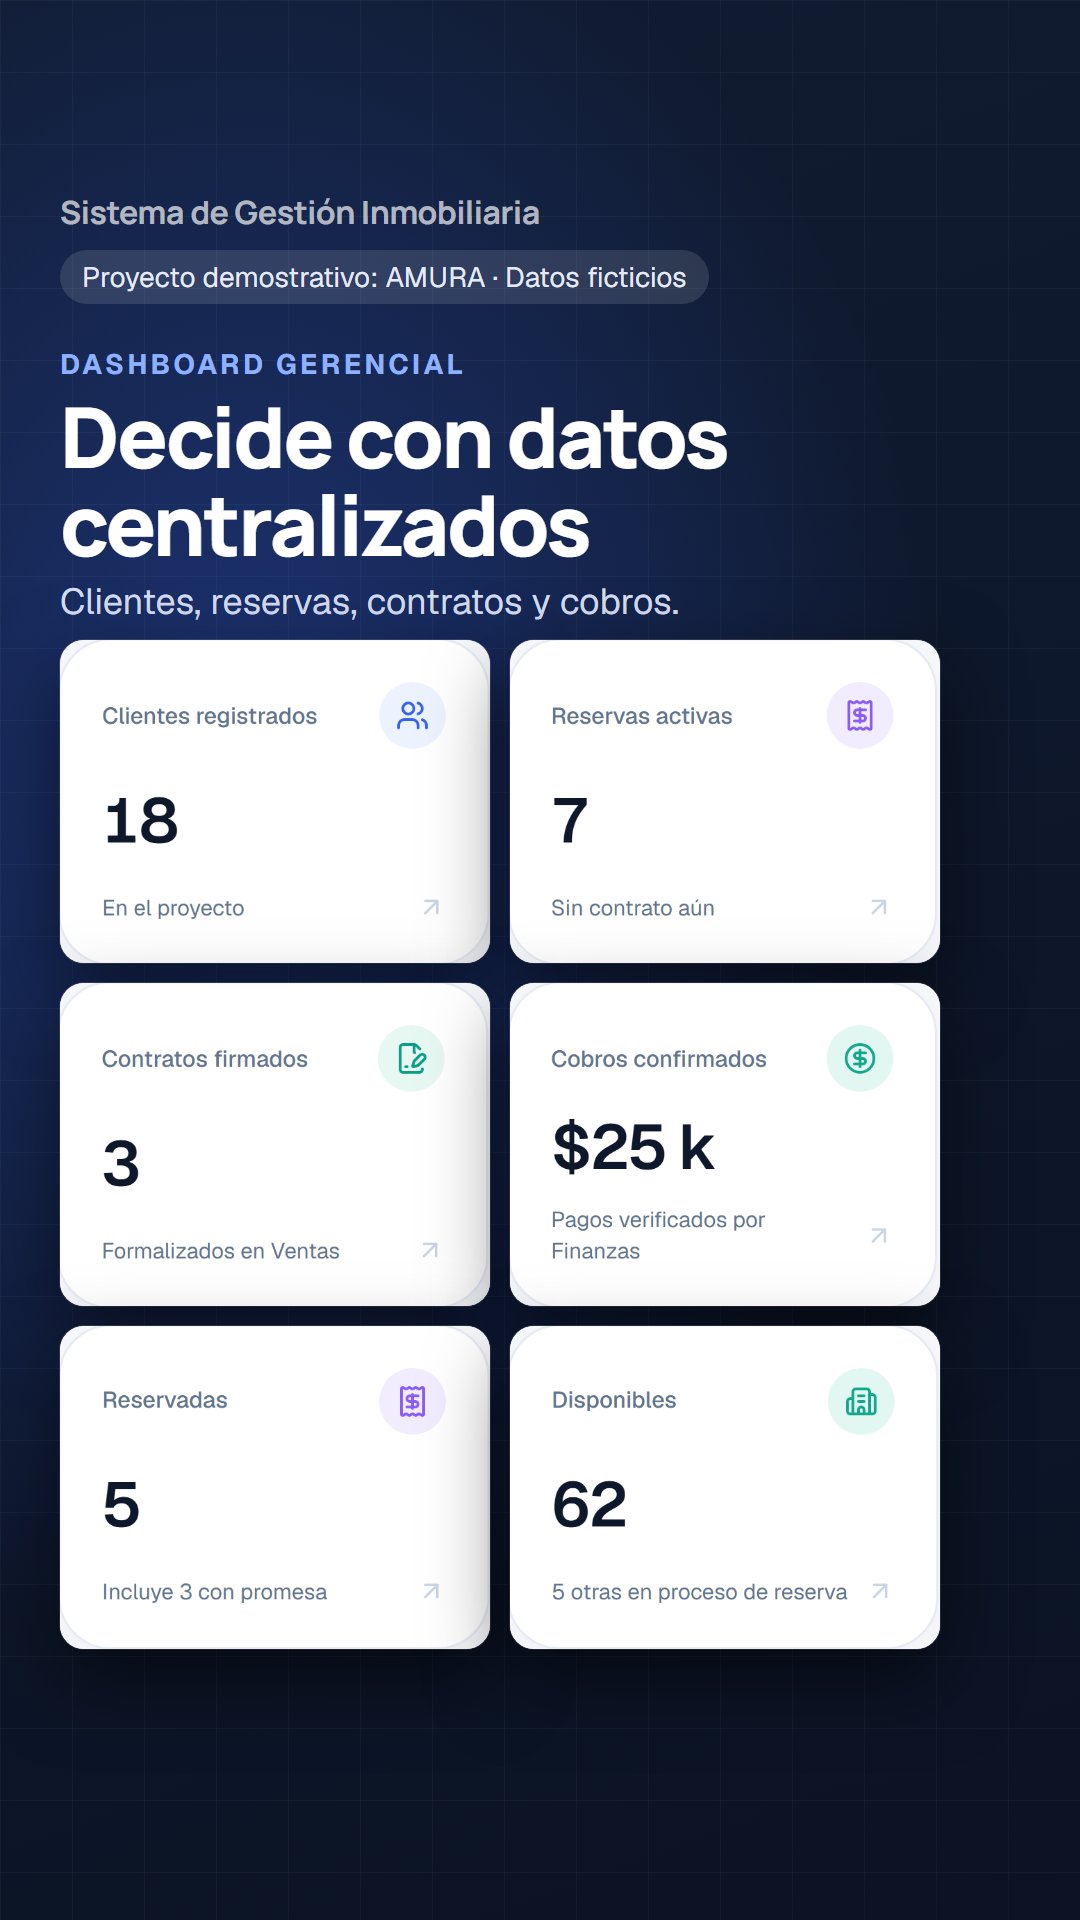 Sistema de Gestión Inmobiliaria
Proyecto demostrativo: AMURA · Datos ficticios
DASHBOARD GERENCIAL
Decide con datos
centralizados
Clientes, reservas, contratos y cobros.
Clientes registrados
18
En el proyecto
Reservas activas
7
Sin contrato aún
Contratos firmados
3
Formalizados en Ventas
Cobros confirmados
$25 k
Pagos verificados por
Finanzas
Reservadas
5
Incluye 3 con promesa
Disponibles
62
5 otras en proceso de reserva